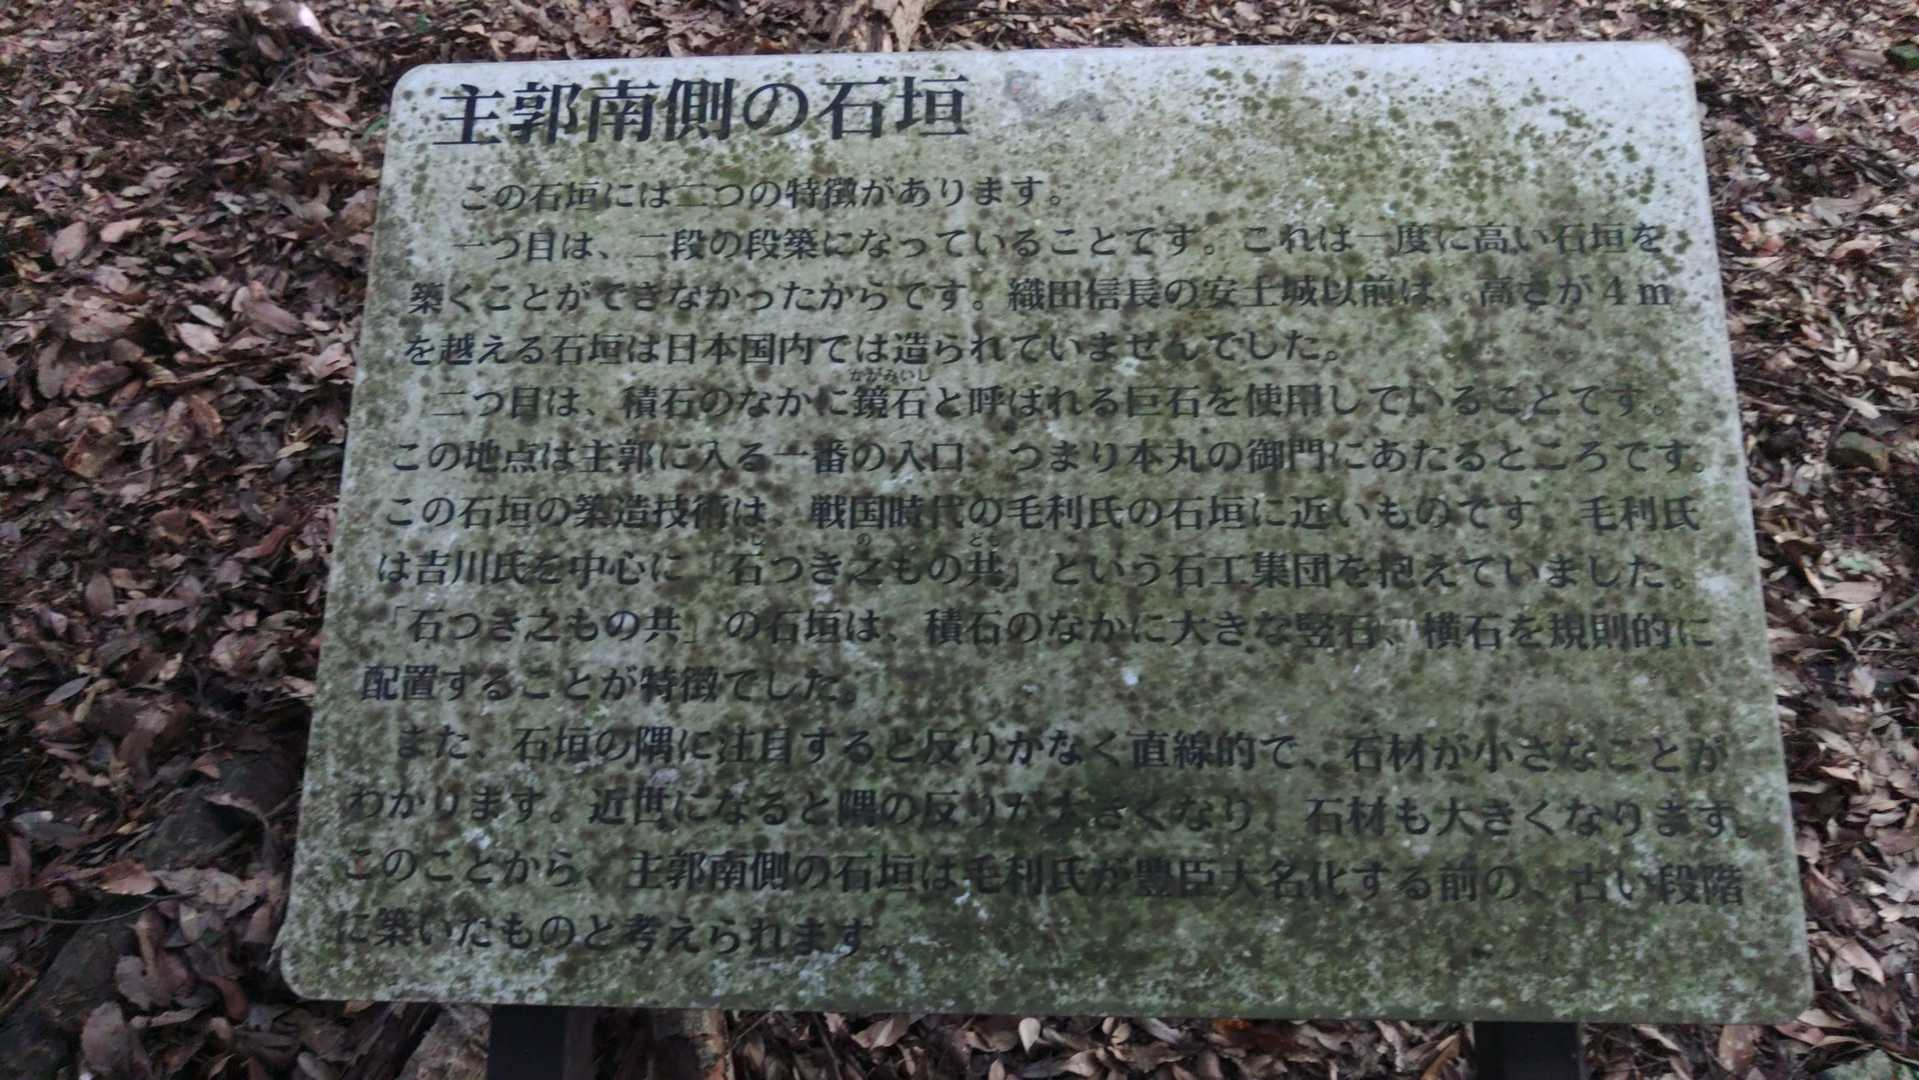 主郭南側の石垣
この石垣には二つの特徴があります。
一つ目は、二段の段築になっていることです。これは一度に高い石垣を
築くことができなかったからです。織田信長の安土城以前は、高さが４ｍ
を越える石垣は日本国内では造られていませんでした。
かがみいし
二つ目は、積石のなかに鏡石と呼ばれる巨石を使用していることです。
この地点は主郭に入る一番の入口、つまり本丸の御門にあたるところです。
この石垣の築造技術は、戦国時代の毛利氏の石垣に近いものです。毛利氏
の ども
は吉川氏を中心に「石つき之もの共」という石工集団を抱えていました。
「石つき之もの共」の石垣は、積石のなかに大きな竪石、横石を規則的に
配置することが特徴でした。
また、石垣の隅に注目すると反りがなく直線的で、石材が小さなことが
わかります。近世になると隅の反りが大きくなり、石材も大きくなります。
このことから、主郭南側の石垣は毛利氏が豊臣大名化する前の、古い段階
に築いたものと考えられます。